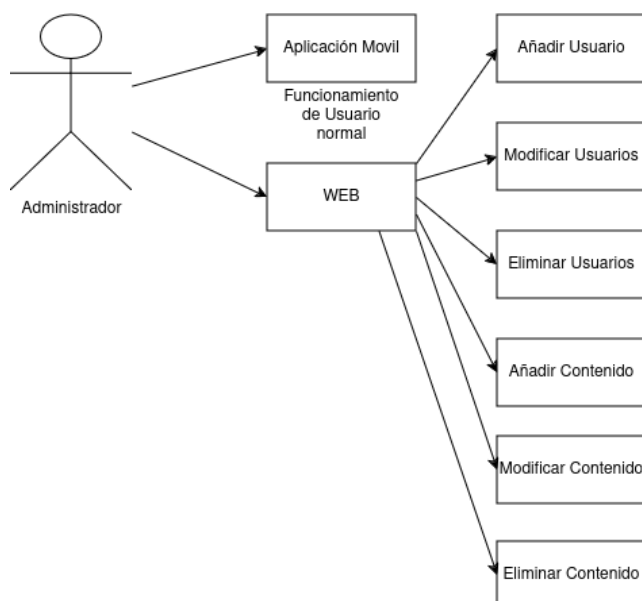 Aplicación Movil
Añadir Usuario
Funcionamiento
de Usuario
normal
Modificar Usuarios
Administrador
WEB
Eliminar Usuarios
Añadir Contenido
Modificar Contenido
Eliminar Contenido